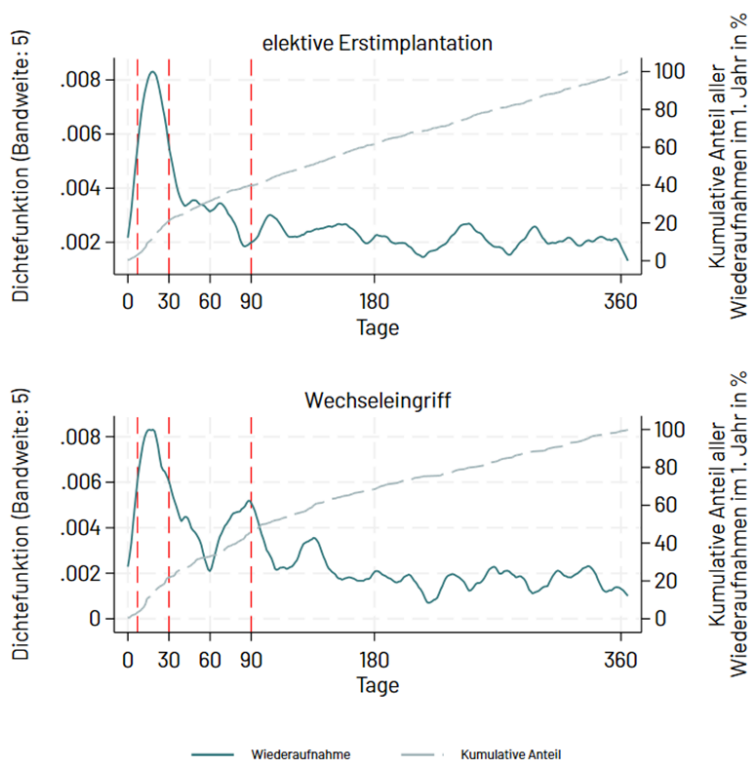 elektive Erstimplantation
Dichtefunktion (Bandweite: 5)
.008
.006
.004
.002
100
80
60
40
20
0
Kumulative Anteil aller
Wiederaufnahmen im 1. Jahr in %
0 30 60 90 180 360
Tage
Wechseleingriff
Dichtefunktion (Bandweite: 5)
.008
.006
.004
.002
0
100
80
60
40
20
0
Kumulative Anteil aller
Wiederaufnahmen im 1. Jahr in %
0 30 60 90 180 360
Tage
Wiederaufnahme Kumulative Anteil